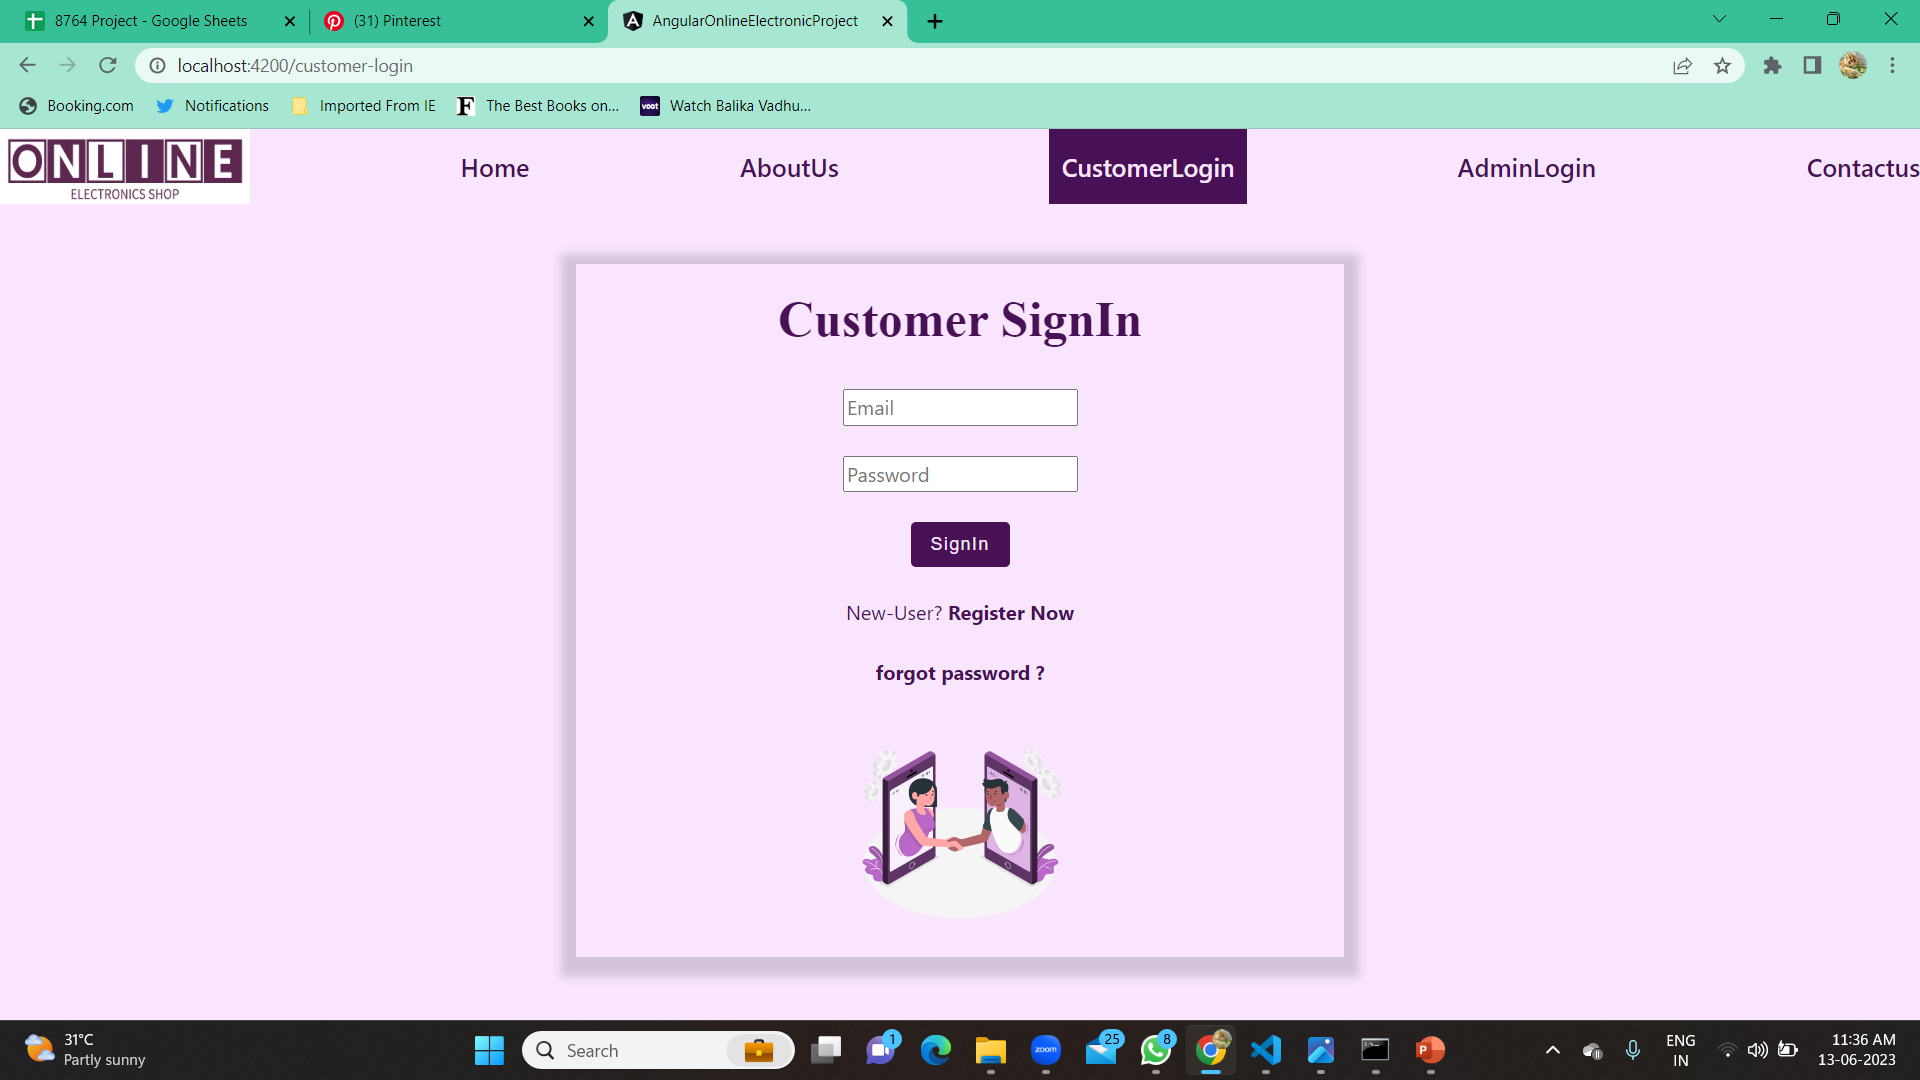 8764 Project - Google Sheets
(31) Pinterest
AngularOnlineElectronicProject
localhost:4200/customer-login
Booking.com
Notifications
Imported From IE
The Best Books on...
voot
Watch Balika Vadhu...
ONLINE
ELECTRONICS SHOP
Home
AboutUs
CustomerLogin
AdminLogin
Contactus
Customer SignIn
Email
Password
SignIn
New-User? Register Now
forgot password ?
31°C
Partly sunny
Search
1
zoom
25
8
ENG
IN
11:36 AM
13-06-2023